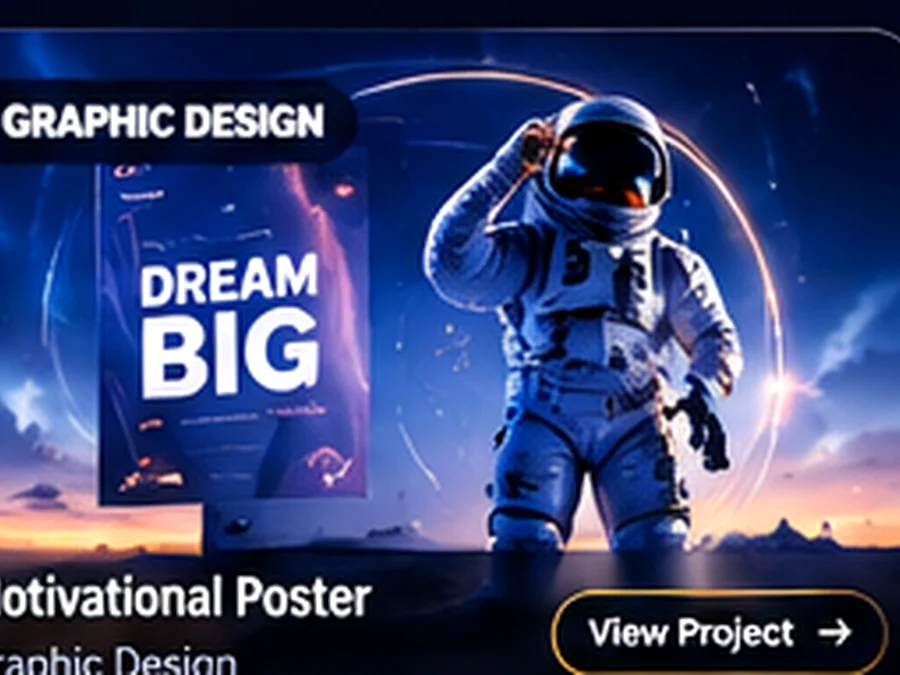 GRAPHIC DESIGN
DREAM
BIG
otivational Poster
raphic Design
View Project →